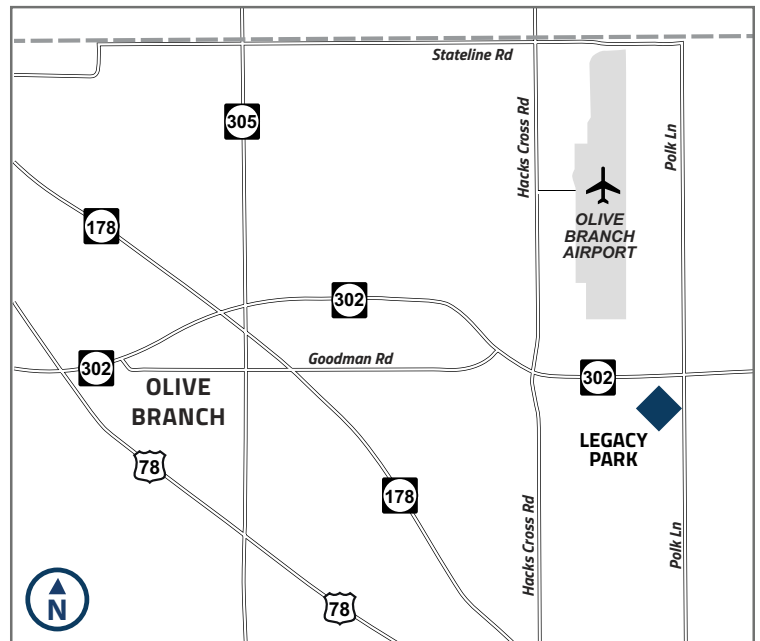 Stateline Rd
305
Hacks Cross Rd
Polk Ln
178
OLIVE
BRANCH
AIRPORT
302
Goodman Rd
302
302
OLIVE
BRANCH
LEGACY
PARK
78
178
Hacks Cross Rd
Polk Ln
N
78